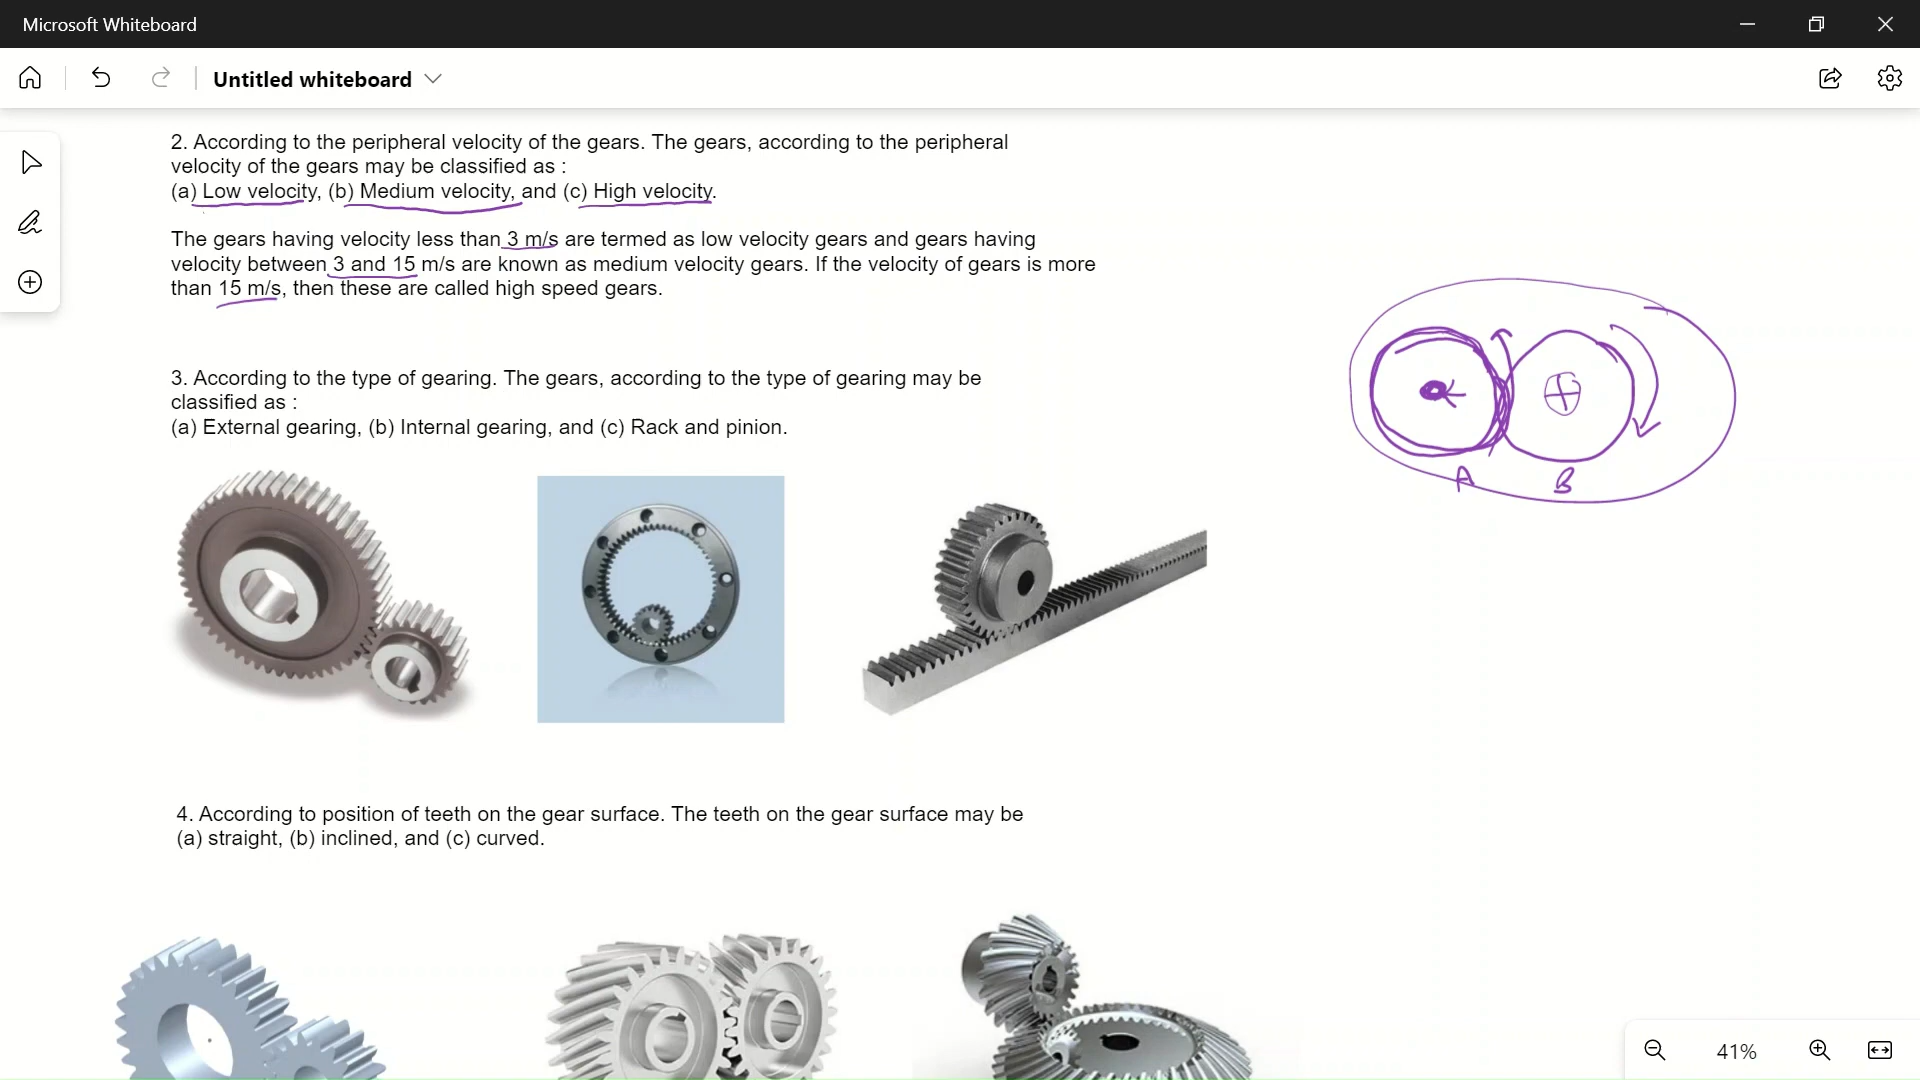 Microsoft Whiteboard
Untitled whiteboard
2. According to the peripheral velocity of the gears. The gears, according to the peripheral
velocity of the gears may be classified as :
(a) Low velocity, (b) Medium velocity, and (c) High velocity.
The gears having velocity less than 3 m/s are termed as low velocity gears and gears having
velocity between 3 and 15 m/s are known as medium velocity gears. If the velocity of gears is more
than 15 m/s, then these are called high speed gears.
3. According to the type of gearing. The gears, according to the type of gearing may be
classified as :
(a) External gearing, (b) Internal gearing, and (c) Rack and pinion.
A B
4. According to position of teeth on the gear surface. The teeth on the gear surface may be
(a) straight, (b) inclined, and (c) curved.
41%